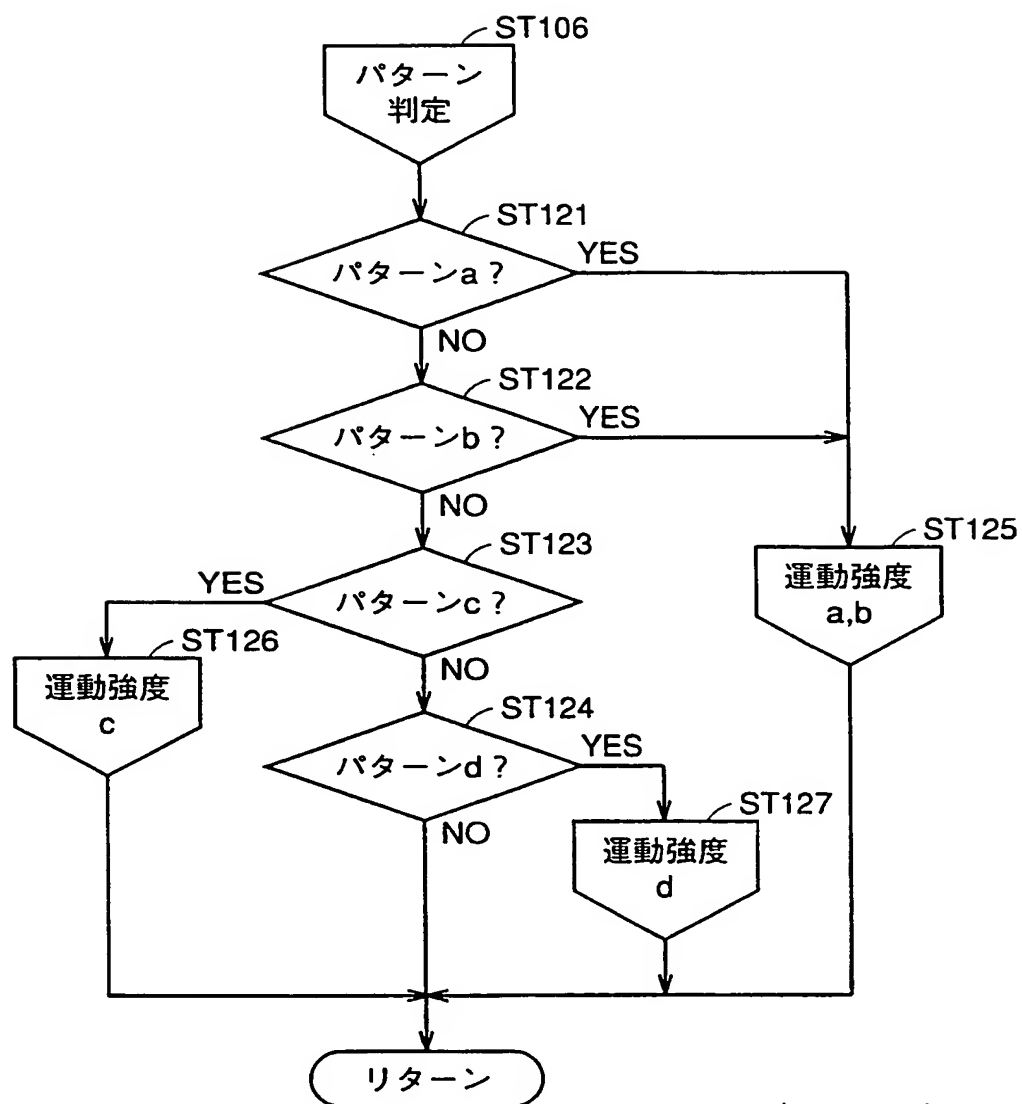 ST106
パターン
判定
ST121
パターンa?
YES
NO
ST122
パターンb?
YES
NO
ST123
パターンc?
YES
NO
ST125
運動強度
a,b
ST126
運動強度
c
ST124
パターンd?
YES
NO
ST127
運動強度
d
リターン